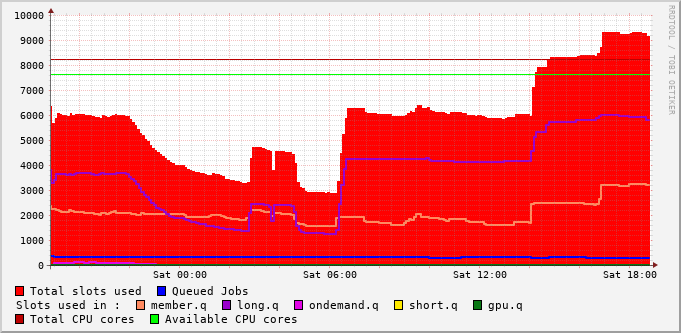 10000
9000
8000
7000
6000
5000
4000
3000
2000
1000
0
Sat 00:00 Sat 06:00 Sat 12:00 Sat 18:00
RRDTOOL / TOBI OETIKER
Total slots used Queued Jobs
Slots used in : member.q long.q ondemand.q short.q gpu.q
Total CPU cores Available CPU cores